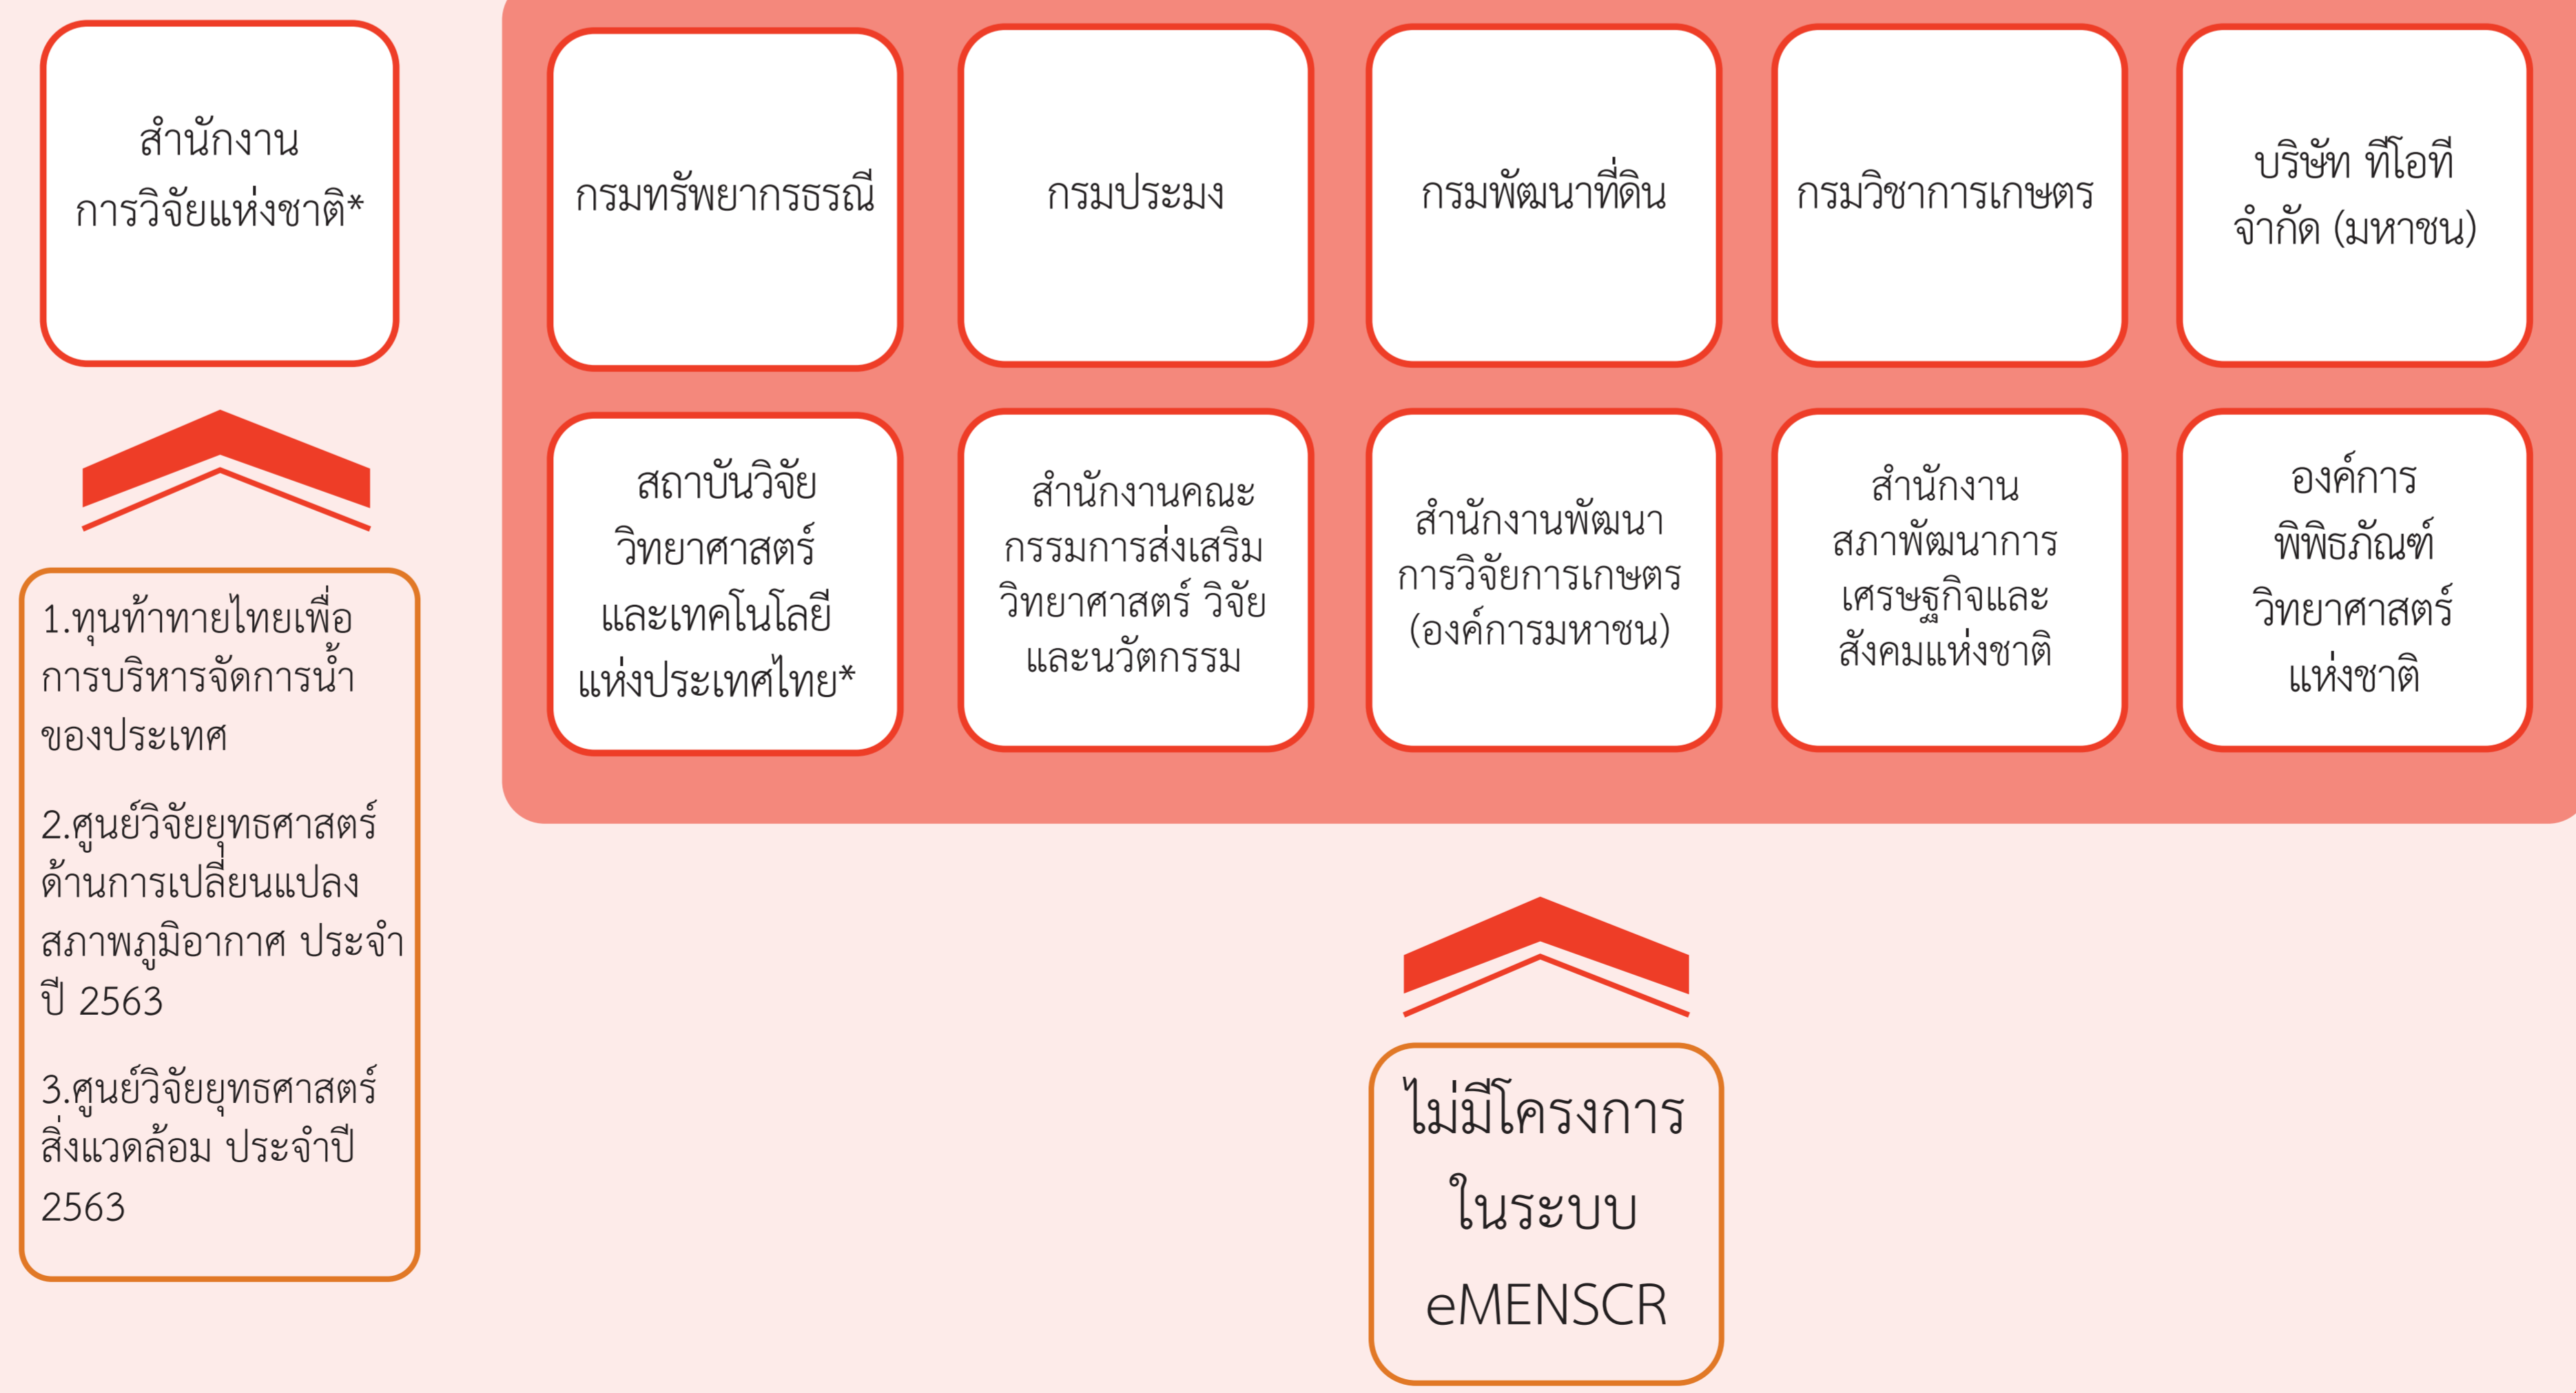 สำนักงาน
การวิจัยแห่งชาติ*
กรมทรัพยากรธรณี
กรมประมง
กรมพัฒนาที่ดิน
กรมวิชาการเกษตร
บริษัท ทีโอที
จำกัด (มหาชน)
สถาบันวิจัย
วิทยาศาสตร์
และเทคโนโลยี
แห่งประเทศไทย*
สำนักงานคณะ
กรรมการส่งเสริม
วิทยาศาสตร์ วิจัย
และนวัตกรรม
สำนักงานพัฒนา
การวิจัยการเกษตร
(องค์การมหาชน)
สำนักงาน
สภาพัฒนาการ
เศรษฐกิจและ
สังคมแห่งชาติ
องค์การ
พิพิธภัณฑ์
วิทยาศาสตร์
แห่งชาติ
1.ทุนท้าทายไทยเพื่อ
การบริหารจัดการน้ำ
ของประเทศ
2.ศูนย์วิจัยยุทธศาสตร์
ด้านการเปลี่ยนแปลง
สภาพภูมิอากาศ ประจำ
ปี 2563
3.ศูนย์วิจัยยุทธศาสตร์
สิ่งแวดล้อม ประจำปี
2563
ไม่มีโครงการ
ในระบบ
eMENSCR